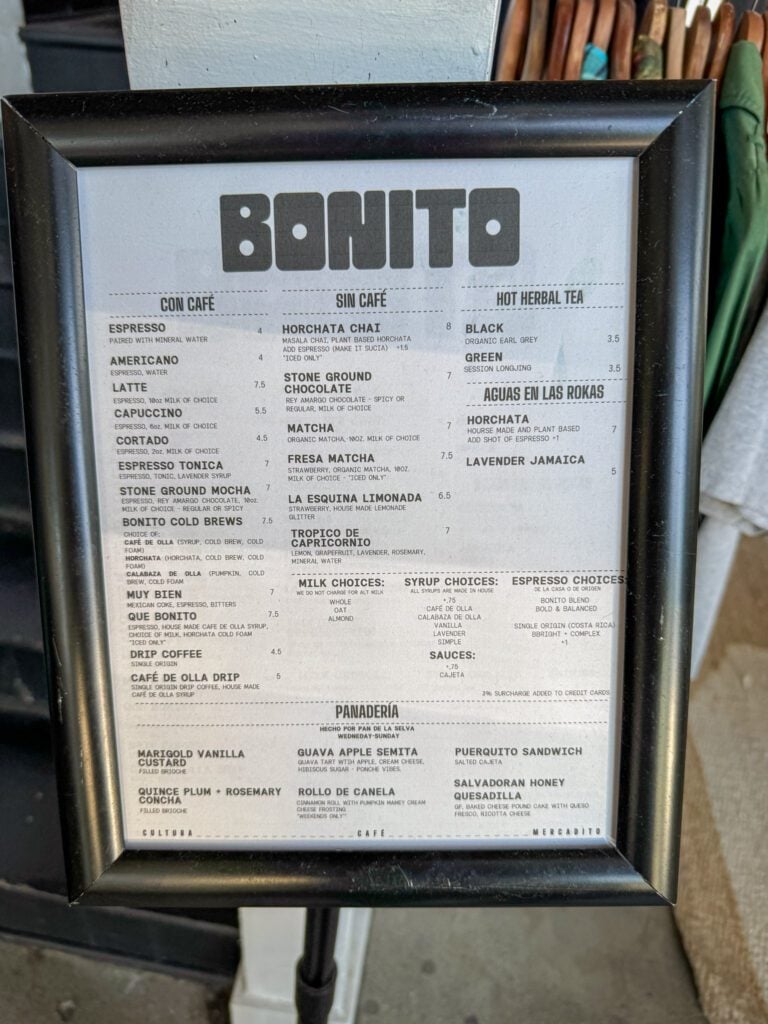 BONITO
CON CAFÉ
ESPRESSO 4
PAIRED WITH MINERAL WATER
AMERICANO 4
ESPRESSO, WATER
LATTE 7.5
ESPRESSO, 10oz MILK OF CHOICE
CAPUCCINO 5.5
ESPRESSO, 6oz. MILK OF CHOICE
CORTADO 4.5
ESPRESSO, 2oz. MILK OF CHOICE
ESPRESSO TONICA 7
ESPRESSO, TONIC, LAVENDER SYRUP
STONE GROUND MOCHA 7
ESPRESSO, REY AMARGO CHOCOLATE, 10oz.
MILK OF CHOICE - REGULAR OR SPICY
BONITO COLD BREWS 7.5
CHOICE OF:
CAFÉ DE OLLA (SYRUP, COLD BREW, COLD
FOAM)
HORCHATA (HORCHATA, COLD BREW, COLD
FOAM)
CALABAZA DE OLLA (PUMPKIN, COLD
BREW, COLD FOAM
MUY BIEN 7
MEXICAN COKE, ESPRESSO, BITTERS
QUE BONITO 7.5
ESPRESSO, HOUSE MADE CAFE DE OLLA SYRUP,
CHOICE OF MILK, HORCHATA COLD FOAM
"ICED ONLY"
DRIP COFFEE 4.5
SINGLE ORIGIN
CAFÉ DE OLLA DRIP 5
SINGLE ORIGIN DRIP COFFEE, HOUSE MADE
CAFÉ DE OLLA SYRUP
SIN CAFÉ
HORCHATA CHAI 8
MASALA CHAI, PLANT BASED HORCHATA
ADD ESPRESSO (MAKE IT SUCIA) +1.5
"ICED ONLY"
STONE GROUND 7
CHOCOLATE
REY AMARGO CHOCOLATE - SPICY OR
REGULAR, MILK OF CHOICE
MATCHA 7
ORGANIC MATCHA, 10OZ. MILK OF CHOICE
FRESA MATCHA 7.5
STRAWBERRY, ORGANIC MATCHA, 10OZ.
MILK OF CHOICE - "ICED ONLY"
LA ESQUINA LIMONADA 6.5
STRAWBERRY, HOUSE MADE LEMONADE
GLITTER
TROPICO DE 7
CAPRICORNIO
LEMON, GRAPEFRUIT, LAVENDER, ROSEMARY,
MINERAL WATER
HOT HERBAL TEA
BLACK
ORGANIC EARL GREY 3.5
GREEN
SESSION LONGJING 3.5
AGUAS EN LAS ROKAS
HORCHATA
HOURSE MADE AND PLANT BASED 7
ADD SHOT OF ESPRESSO +1
LAVENDER JAMAICA
5
MILK CHOICES:
WE DO NOT CHARGE FOR ALT MILK
WHOLE
OAT
ALMOND
SYRUP CHOICES:
ALL SYRUPS ARE MADE IN HOUSE
+.75
CAFÉ DE OLLA
CALABAZA DE OLLA
VANILLA
LAVENDER
SIMPLE
SAUCES:
+.75
CAJETA
ESPRESSO CHOICES:
DE LA CASA O DE ORIGEN
BONITO BLEND
BOLD & BALANCED
SINGLE ORIGIN (COSTA RICA)
BBRIGHT + COMPLEX
+1
3% SURCHARGE ADDED TO CREDIT CARDS
PANADERÍA
HECHO POR PAN DE LA SELVA
WEDNEDAY-SUNDAY
MARIGOLD VANILLA
CUSTARD
FILLED BRIOCHE
QUINCE PLUM + ROSEMARY
CONCHA
FILLED BRIOCHE
GUAVA APPLE SEMITA
GUAVA TART WTIH APPLE, CREAM CHEESE,
HIBISCUS SUGAR - PONCHE VIBES.
ROLLO DE CANELA
CINNAMON ROLL WITH PUMPKIN MAMEY CREAM
CHEESE FROSTING
"WEEKENDS ONLY"
PUERQUITO SANDWICH
SALTED CAJETA
SALVADORAN HONEY
QUESADILLA
GF. BAKED CHEESE POUND CAKE WITH QUESO
FRESCO, RICOTTA CHEESE
CULTURA CAFÉ MERCADITO